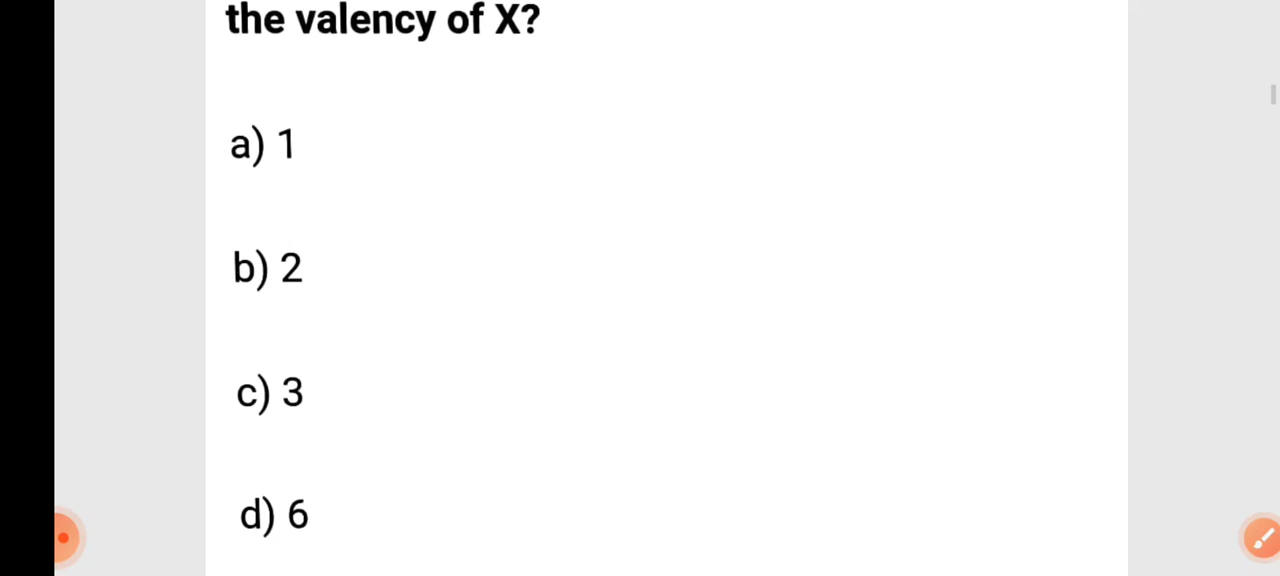 the valency of X?
a) 1
b) 2
c) 3
d) 6